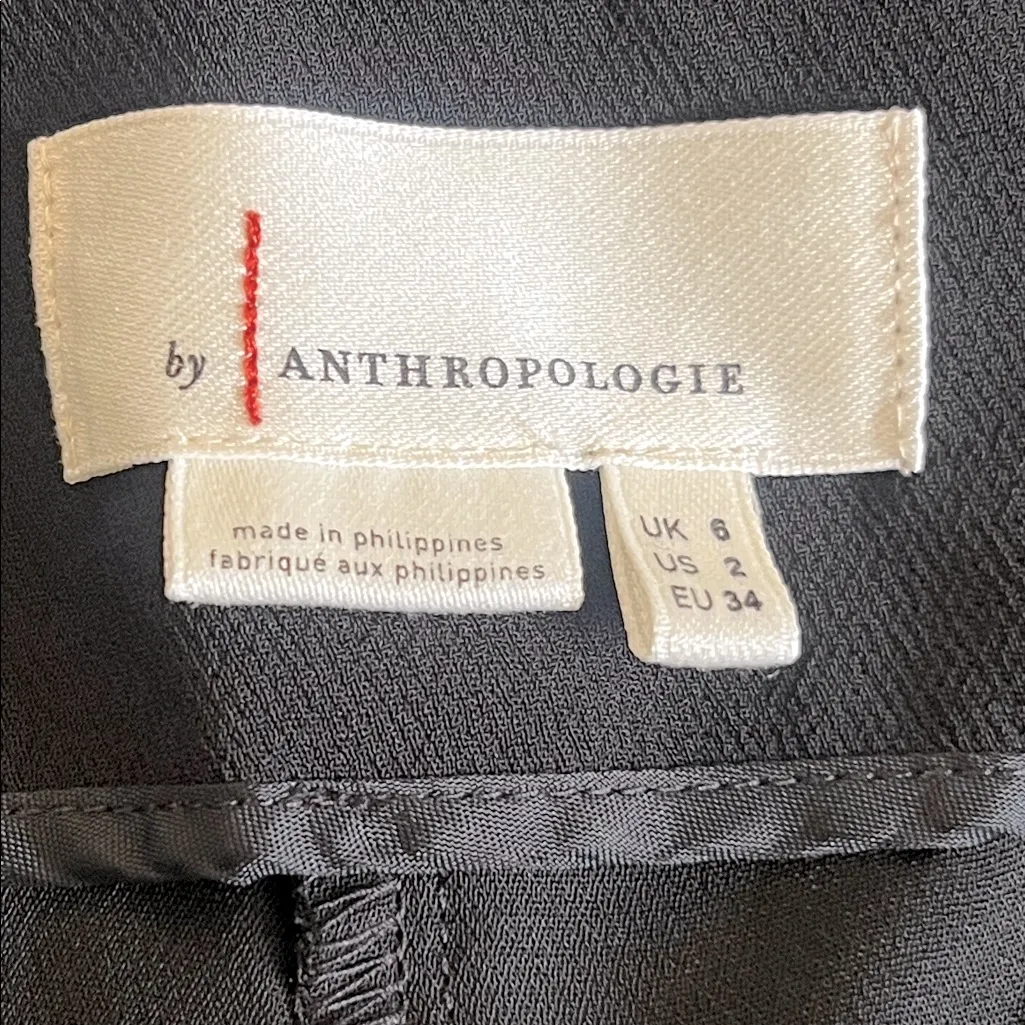 by ANTHROPOLOGIE
made in philippines
fabriqué aux philippines
UK 6
US 2
EU 34